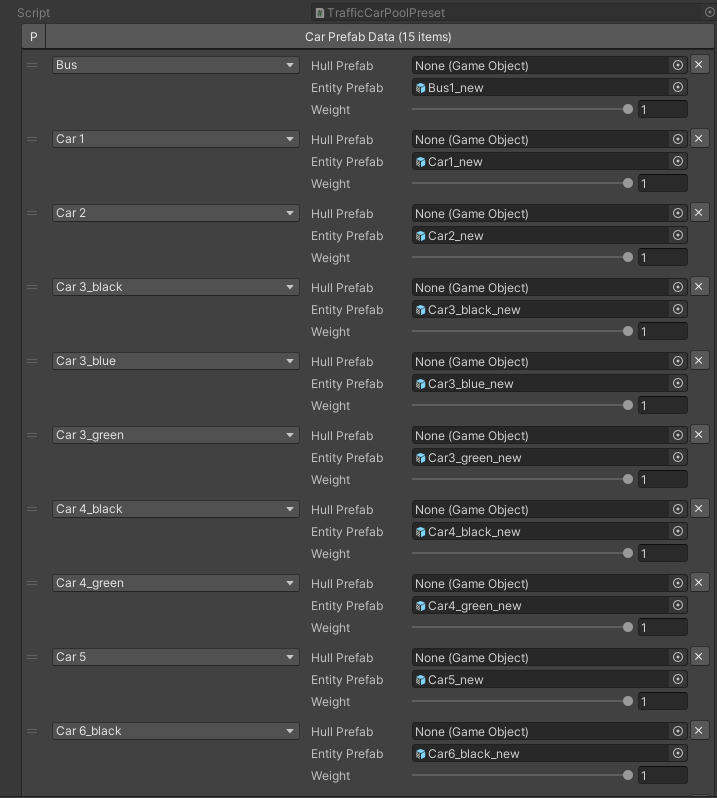 Script TrafficCarPoolPreset
P Car Prefab Data (15 items)
Bus Hull Prefab None (Game Object)
Entity Prefab Bus1_new
Weight 1
Car 1 Hull Prefab None (Game Object)
Entity Prefab Car1_new
Weight 1
Car 2 Hull Prefab None (Game Object)
Entity Prefab Car2_new
Weight 1
Car 3_black Hull Prefab None (Game Object)
Entity Prefab Car3_black_new
Weight 1
Car 3_blue Hull Prefab None (Game Object)
Entity Prefab Car3_blue_new
Weight 1
Car 3_green Hull Prefab None (Game Object)
Entity Prefab Car3_green_new
Weight 1
Car 4_black Hull Prefab None (Game Object)
Entity Prefab Car4_black_new
Weight 1
Car 4_green Hull Prefab None (Game Object)
Entity Prefab Car4_green_new
Weight 1
Car 5 Hull Prefab None (Game Object)
Entity Prefab Car5_new
Weight 1
Car 6_black Hull Prefab None (Game Object)
Entity Prefab Car6_black_new
Weight 1